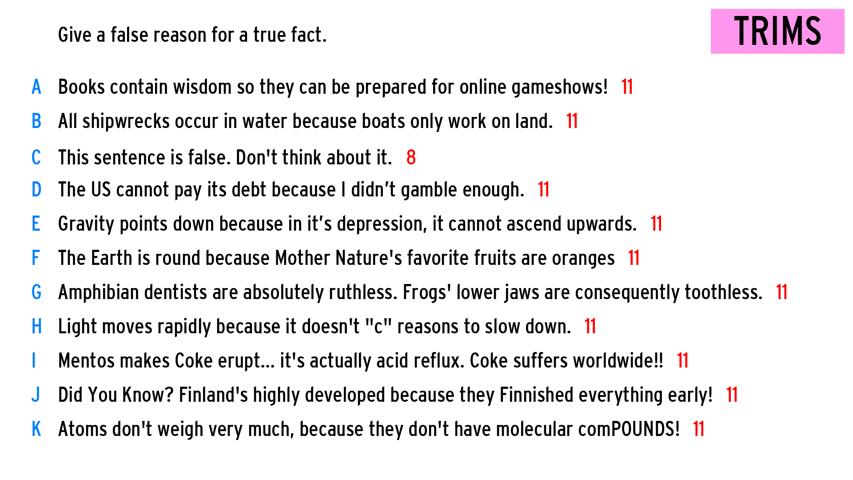 Give a false reason for a true fact.
TRIMS
A Books contain wisdom so they can be prepared for online gameshows! 11
B All shipwrecks occur in water because boats only work on land. 11
C This sentence is false. Don't think about it. 8
D The US cannot pay its debt because I didn’t gamble enough. 11
E Gravity points down because in it’s depression, it cannot ascend upwards. 11
F The Earth is round because Mother Nature's favorite fruits are oranges 11
G Amphibian dentists are absolutely ruthless. Frogs' lower jaws are consequently toothless. 11
H Light moves rapidly because it doesn't "c" reasons to slow down. 11
I Mentos makes Coke erupt... it's actually acid reflux. Coke suffers worldwide!! 11
J Did You Know? Finland's highly developed because they Finnished everything early! 11
K Atoms don't weigh very much, because they don't have molecular comPOUNDS! 11